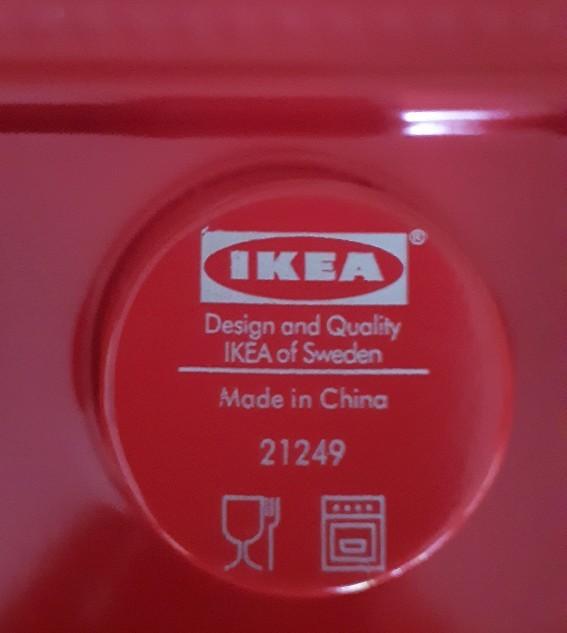 IKEA®
Design and Quality
IKEA of Sweden
Made in China
21249